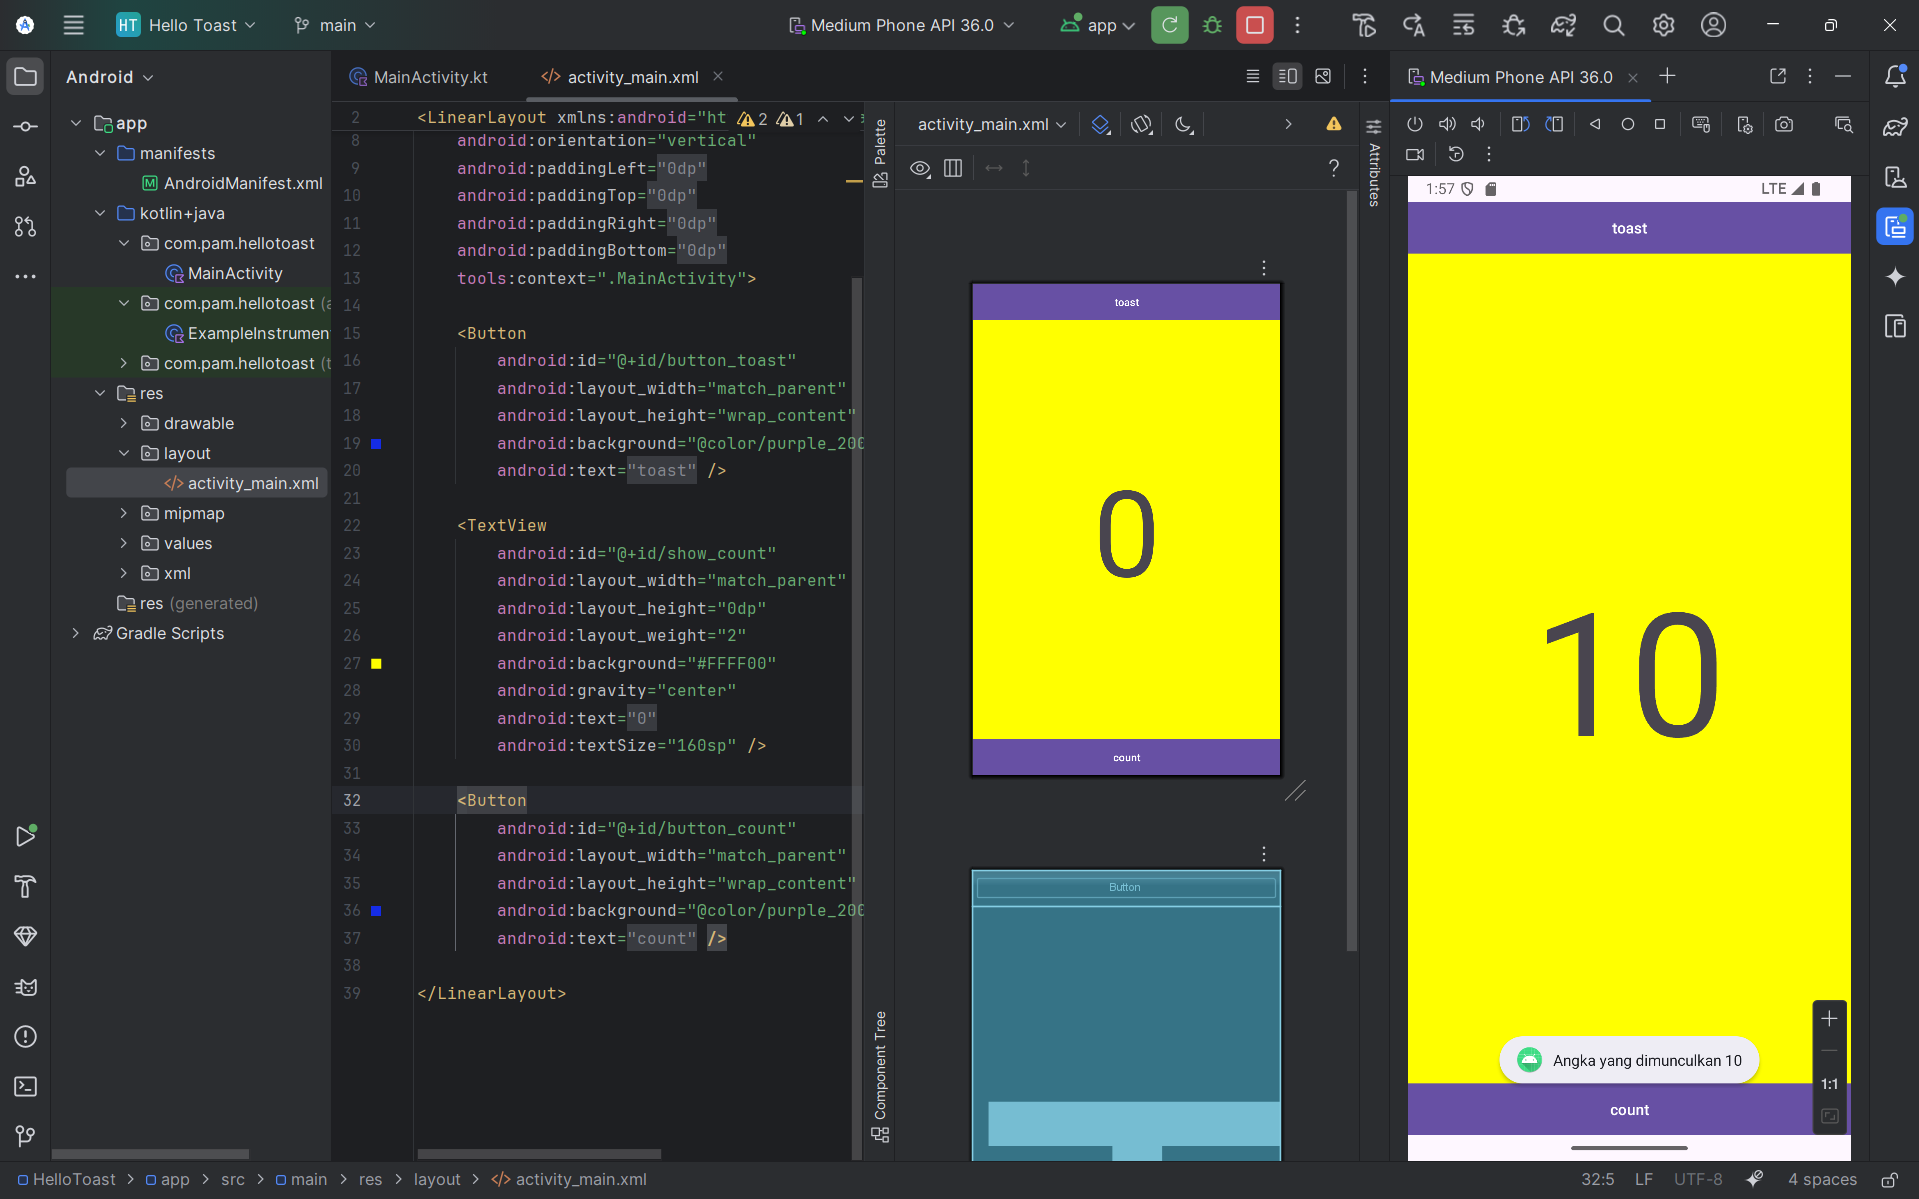 HT Hello Toast
main
Medium Phone API 36.0
app
Android
app
manifests
AndroidManifest.xml
kotlin+java
com.pam.hellotoast
MainActivity
com.pam.hellotoast (a
ExampleInstrumen
com.pam.hellotoast (t
res
drawable
layout
activity_main.xml
mipmap
values
xml
res (generated)
Gradle Scripts
MainActivity.kt
activity_main.xml
2 <LinearLayout xmlns:android="ht 2 1
8 android:orientation="vertical"
9 android:paddingLeft="0dp"
10 android:paddingTop="0dp"
11 android:paddingRight="0dp"
12 android:paddingBottom="0dp"
13 tools:context=".MainActivity">
14
15 <Button
16 android:id="@+id/button_toast"
17 android:layout_width="match_parent"
18 android:layout_height="wrap_content"
19 android:background="@color/purple_200
20 android:text="toast" />
21
22 <TextView
23 android:id="@+id/show_count"
24 android:layout_width="match_parent"
25 android:layout_height="0dp"
26 android:layout_weight="2"
27 android:background="#FFFF00"
28 android:gravity="center"
29 android:text="0"
30 android:textSize="160sp" />
31
32 <Button
33 android:id="@+id/button_count"
34 android:layout_width="match_parent"
35 android:layout_height="wrap_content"
36 android:background="@color/purple_200
37 android:text="count" />
38
39 </LinearLayout>
Palette
Component Tree
activity_main.xml
?
toast
0
count
Button
Attributes
Medium Phone API 36.0
1:57 LTE
toast
10
Angka yang dimunculkan 10
count
1:1
HelloToast > app > src > main > res > layout > activity_main.xml
32:5 LF UTF-8 4 spaces